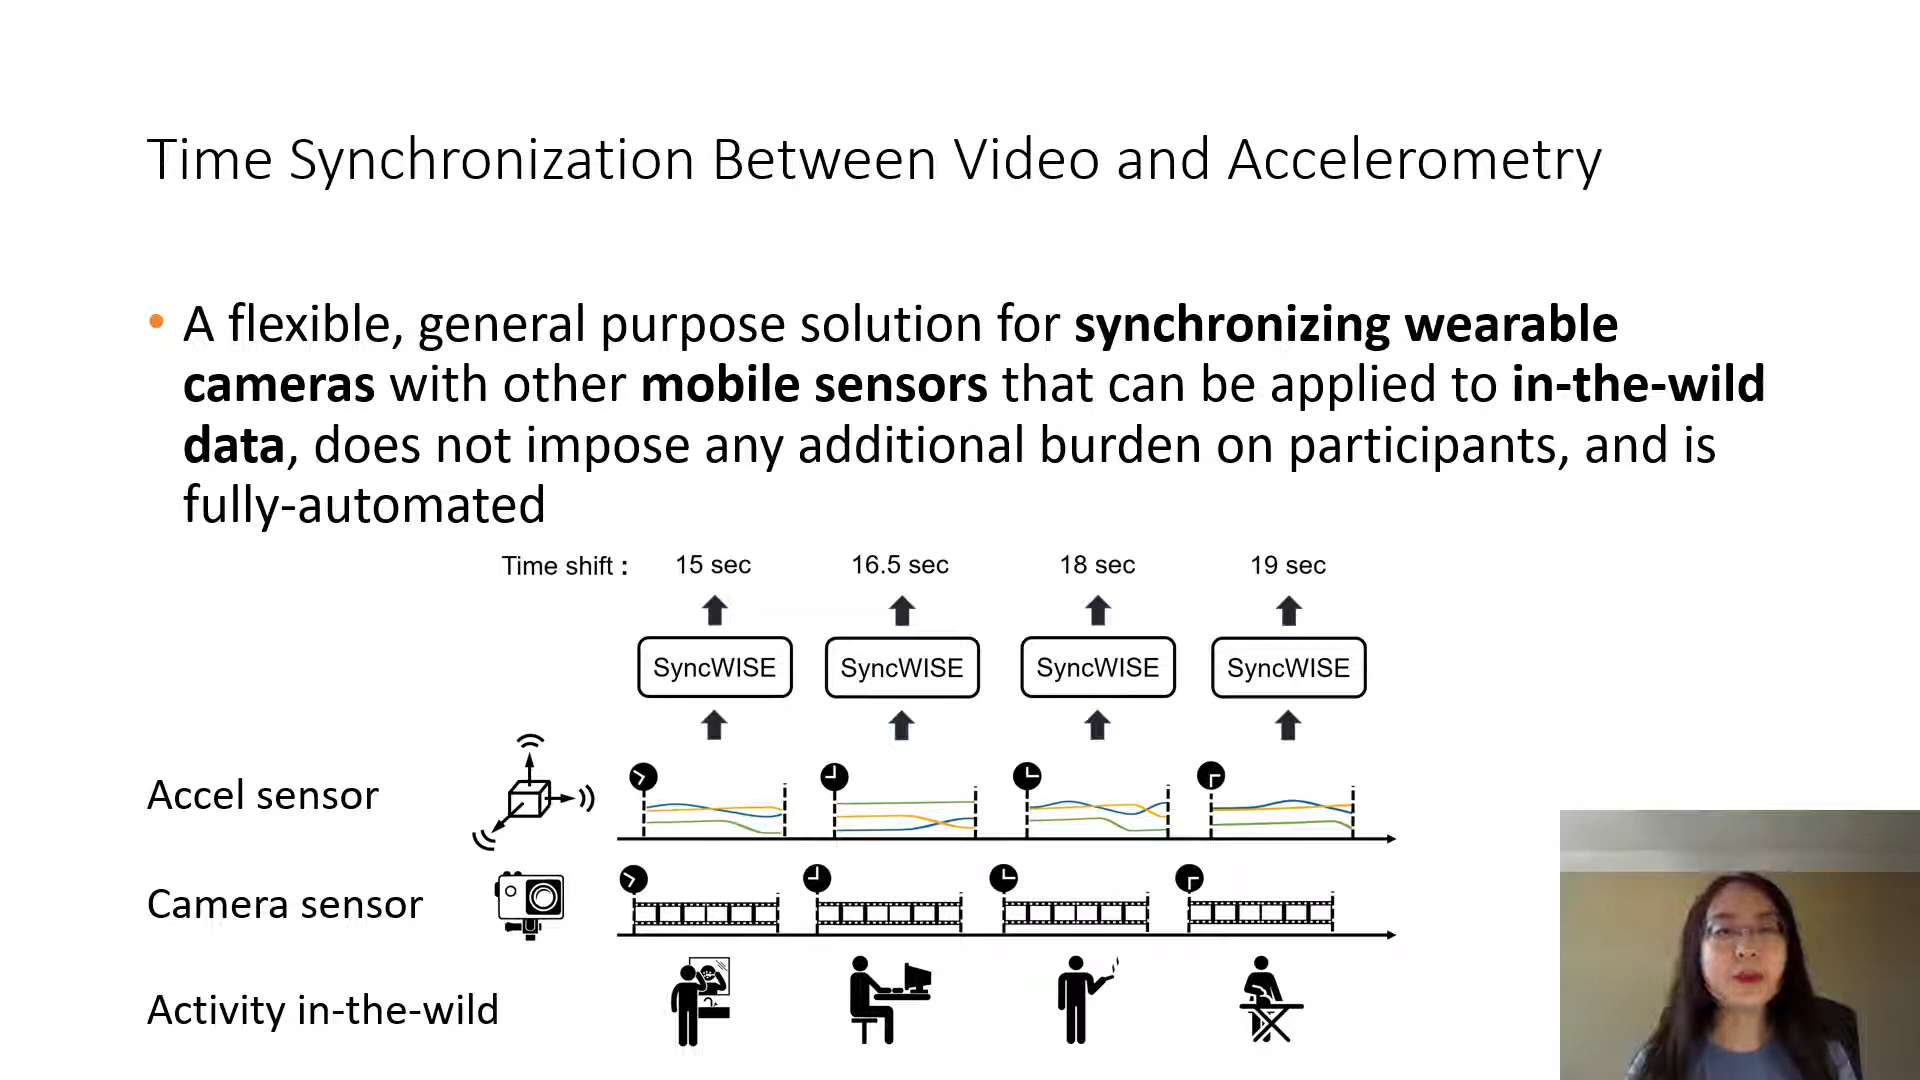 Time Synchronization Between Video and Accelerometry
• A flexible, general purpose solution for synchronizing wearable
cameras with other mobile sensors that can be applied to in-the-wild
data, does not impose any additional burden on participants, and is
fully-automated
Time shift : 15 sec 16.5 sec 18 sec 19 sec
SyncWISE SyncWISE SyncWISE SyncWISE
Accel sensor
Camera sensor
Activity in-the-wild